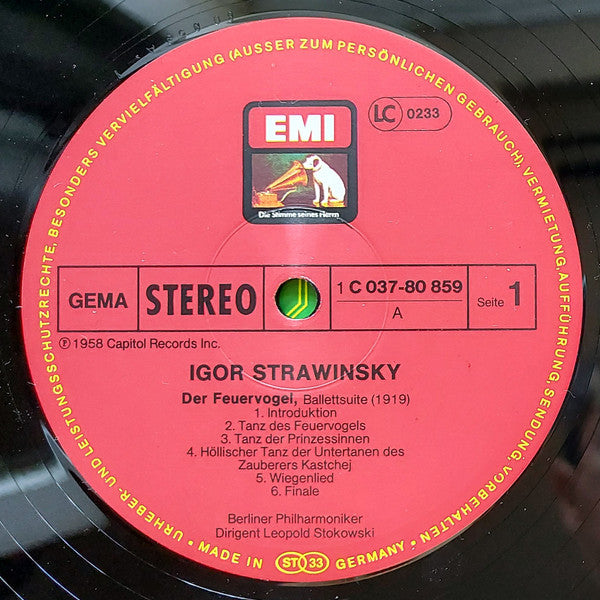 URHEBER- UND LEISTUNGSSCHUTZRECHTE, BESONDERS VERVIELFÄLTIGUNG (AUSSER ZUM PERSÖNLICHEN GEBRAUCH), VERMIETUNG, AUFFÜHRUNG, SENDUNG VORBEHALTEN •
EMI
LC 0233
Die Stimme seines Herrn
GEMA
STEREO
1 C 037-80 859
A
Seite 1
℗ 1958 Capitol Records Inc.
IGOR STRAWINSKY
Der Feuervogel, Ballettsuite (1919)
1. Introduktion
2. Tanz des Feuervogels
3. Tanz der Prinzessinnen
4. Höllischer Tanz der Untertanen des
Zauberers Kastchej
5. Wiegenlied
6. Finale
Berliner Philharmoniker
Dirigent Leopold Stokowski
• MADE IN ST 33 GERMANY •